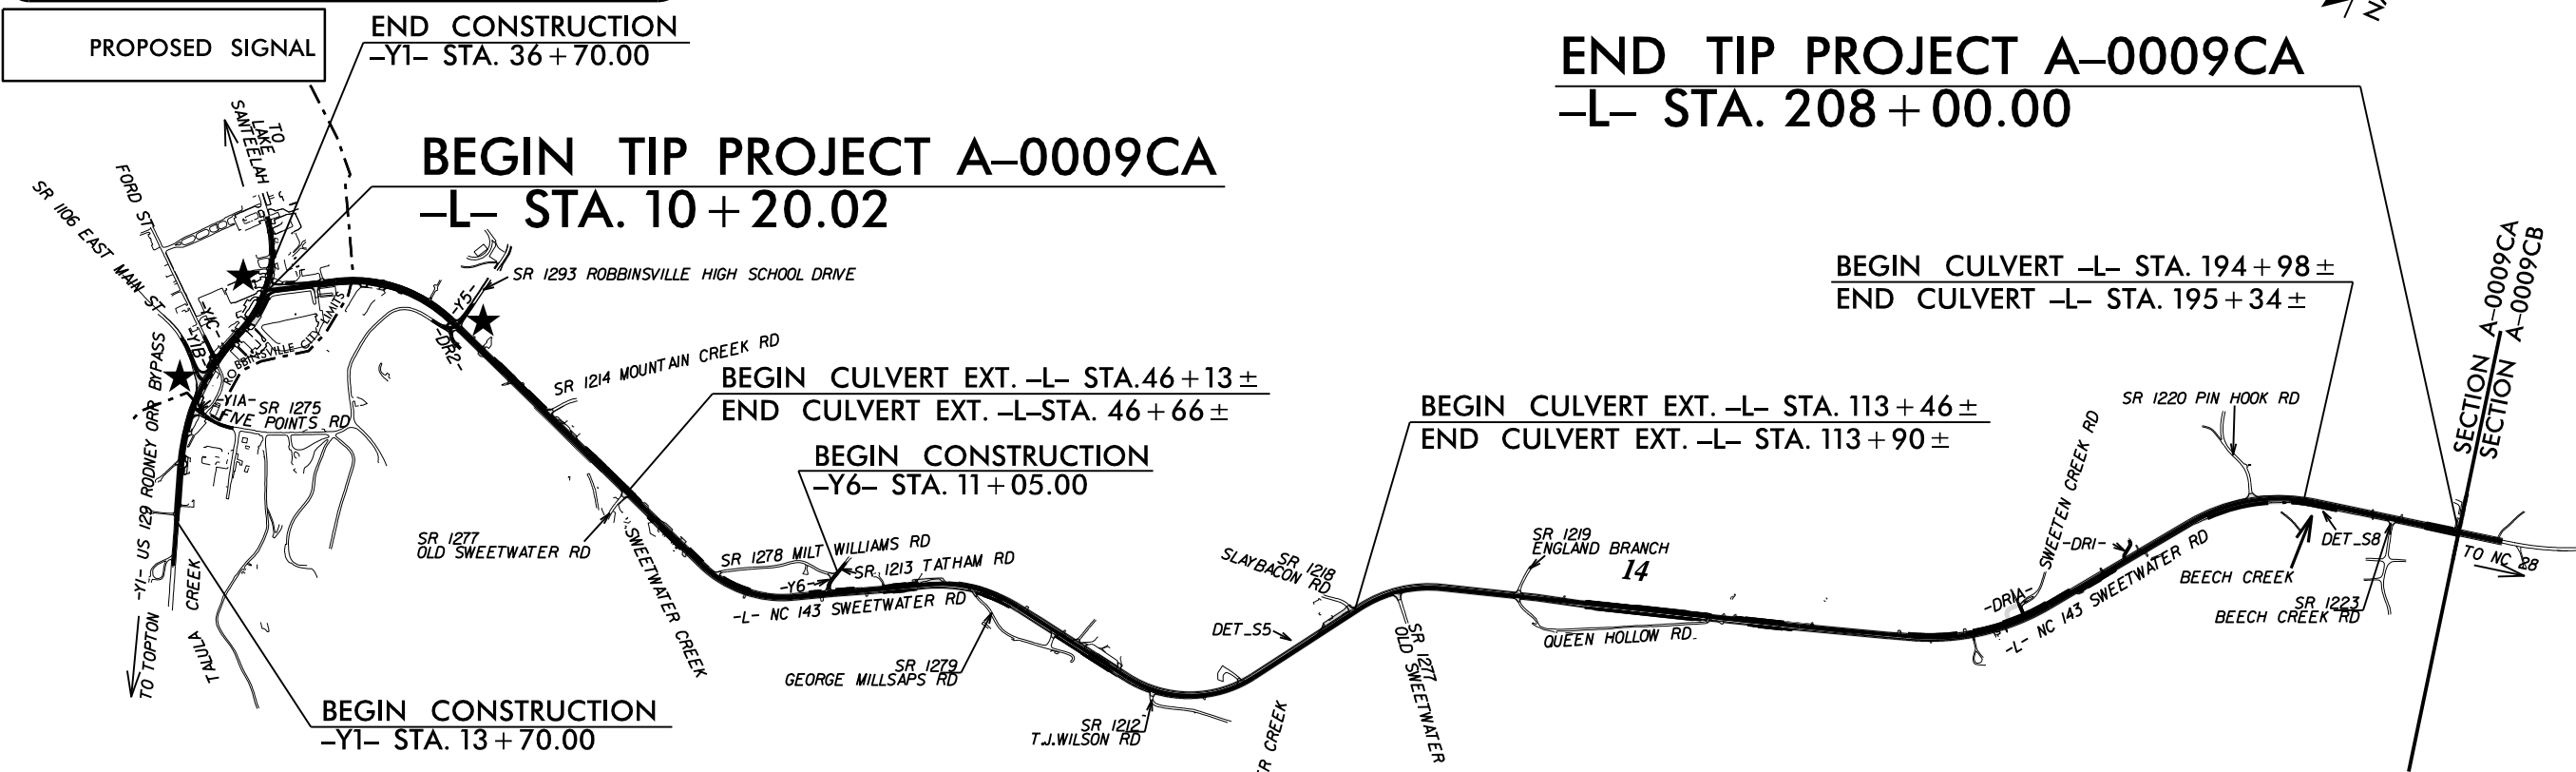 PROPOSED SIGNAL
END CONSTRUCTION
-Y1- STA. 36+70.00
BEGIN TIP PROJECT A-0009CA
-L- STA. 10+20.02
END TIP PROJECT A-0009CA
-L- STA. 208+00.00
N
TO
LAKE
SANTEELAH
FORD ST
SR 1106 EAST MAIN ST
-Y1C-
-Y1B-
ROBBINSVILLE CITY LIMITS
-Y1A- SR 1275
FIVE POINTS RD
-Y1- US 129 RODNEY ORR BYPASS
TO TOPTON
TALULA CREEK
BEGIN CONSTRUCTION
-Y1- STA. 13+70.00
-Y5-
-DR2-
SR 1293 ROBBINSVILLE HIGH SCHOOL DRIVE
SR 1214 MOUNTAIN CREEK RD
BEGIN CULVERT EXT. -L- STA.46+13±
END CULVERT EXT. -L-STA. 46+66±
BEGIN CONSTRUCTION
-Y6- STA. 11+05.00
SR 1277
OLD SWEETWATER RD
SWEETWATER CREEK
SR 1278 MILT WILLIAMS RD
SR 1213 TATHAM RD
-Y6-
-L- NC 143 SWEETWATER RD
SR 1279
GEORGE MILLSAPS RD
SR 1212
T.J.WILSON RD
DET_S5
ER CREEK
SR 1218
SLAYBACON RD
BEGIN CULVERT EXT. -L- STA. 113+46±
END CULVERT EXT. -L- STA. 113+90±
SR 1277
OLD SWEETWATER
SR 1219
ENGLAND BRANCH
14
QUEEN HOLLOW RD.
BEGIN CULVERT -L- STA. 194+98±
END CULVERT -L- STA. 195+34±
SR 1220 PIN HOOK RD
SWEETEN CREEK RD
-DR1-
-DR1A-
-L- NC 143 SWEETWATER RD
BEECH CREEK
DET_S8
SR 1223
BEECH CREEK RD
TO NC 28
SECTION A-0009CA
SECTION A-0009CB